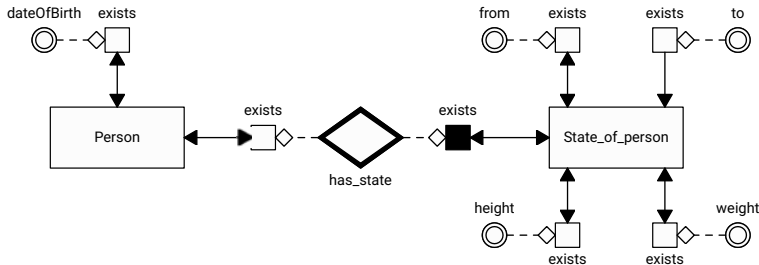 dateOfBirth exists
from exists
exists to
exists
exists
Person
State_of_person
has_state
height
weight
exists
exists